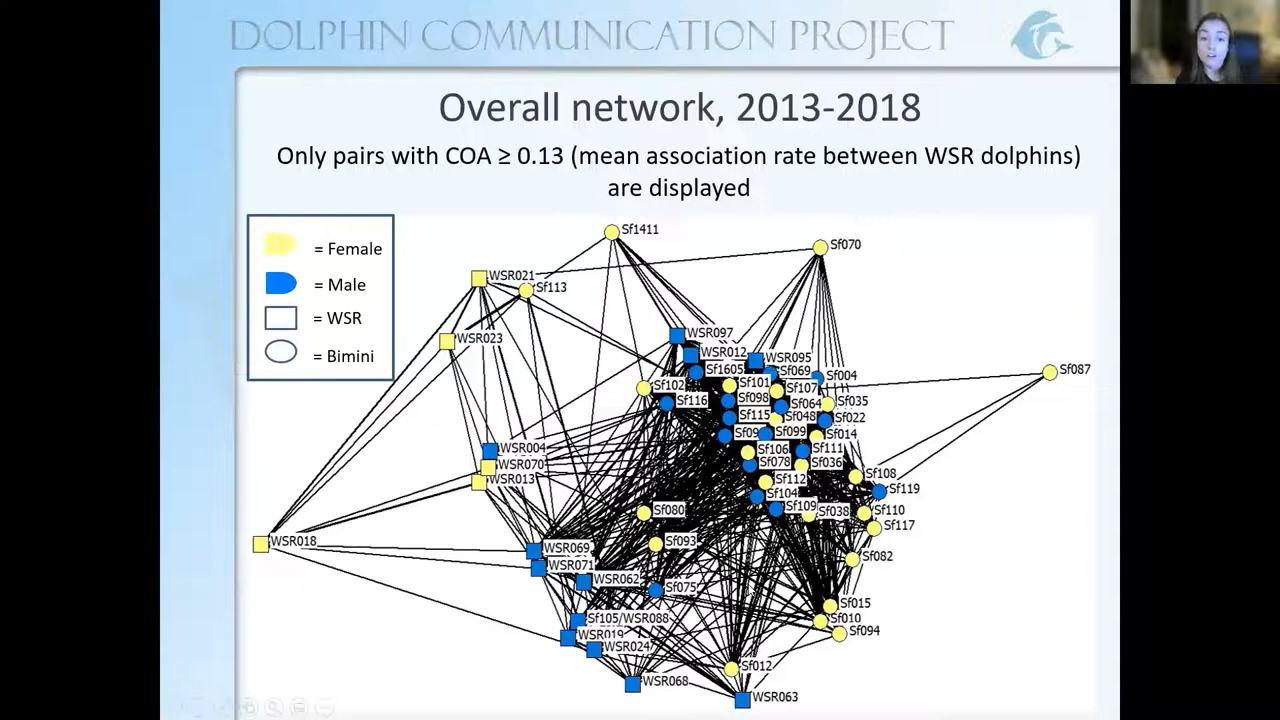 DOLPHIN COMMUNICATION PROJECT
Overall network, 2013-2018
Only pairs with COA ≥ 0.13 (mean association rate between WSR dolphins)
are displayed
= Female
= Male
= WSR
= Bimini
Sf1411
Sf070
WSR021
Sf113
WSR023
WSR097
WSR012
WSR095
Sf1605
Sf069
Sf004
Sf087
Sf102
Sf101
Sf107
Sf116
Sf098
Sf064
Sf035
Sf115
Sf048
Sf022
Sf099
Sf014
WSR004
Sf106
Sf111
WSR070
Sf078
Sf036
WSR013
Sf112
Sf108
Sf104
Sf119
Sf080
Sf109
Sf038
Sf110
Sf117
WSR018
Sf093
WSR069
WSR071
Sf082
WSR062
Sf075
Sf015
Sf105/WSR088
Sf010
WSR019
Sf094
WSR024
Sf012
WSR068
WSR063